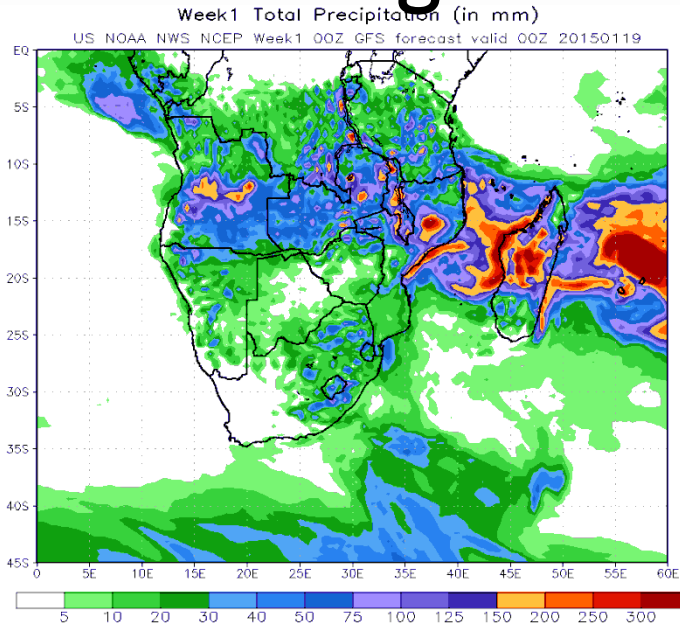 g
Week1 Total Precipitation (in mm)
US NOAA NWS NCEP Week1 00Z GFS forecast valid 00Z 20150119
EQ
5S
10S
15S
20S
25S
30S
35S
40S
45S
0 5E 10E 15E 20E 25E 30E 35E 40E 45E 50E 55E 60E
5 10 20 30 40 50 75 100 125 150 200 250 300